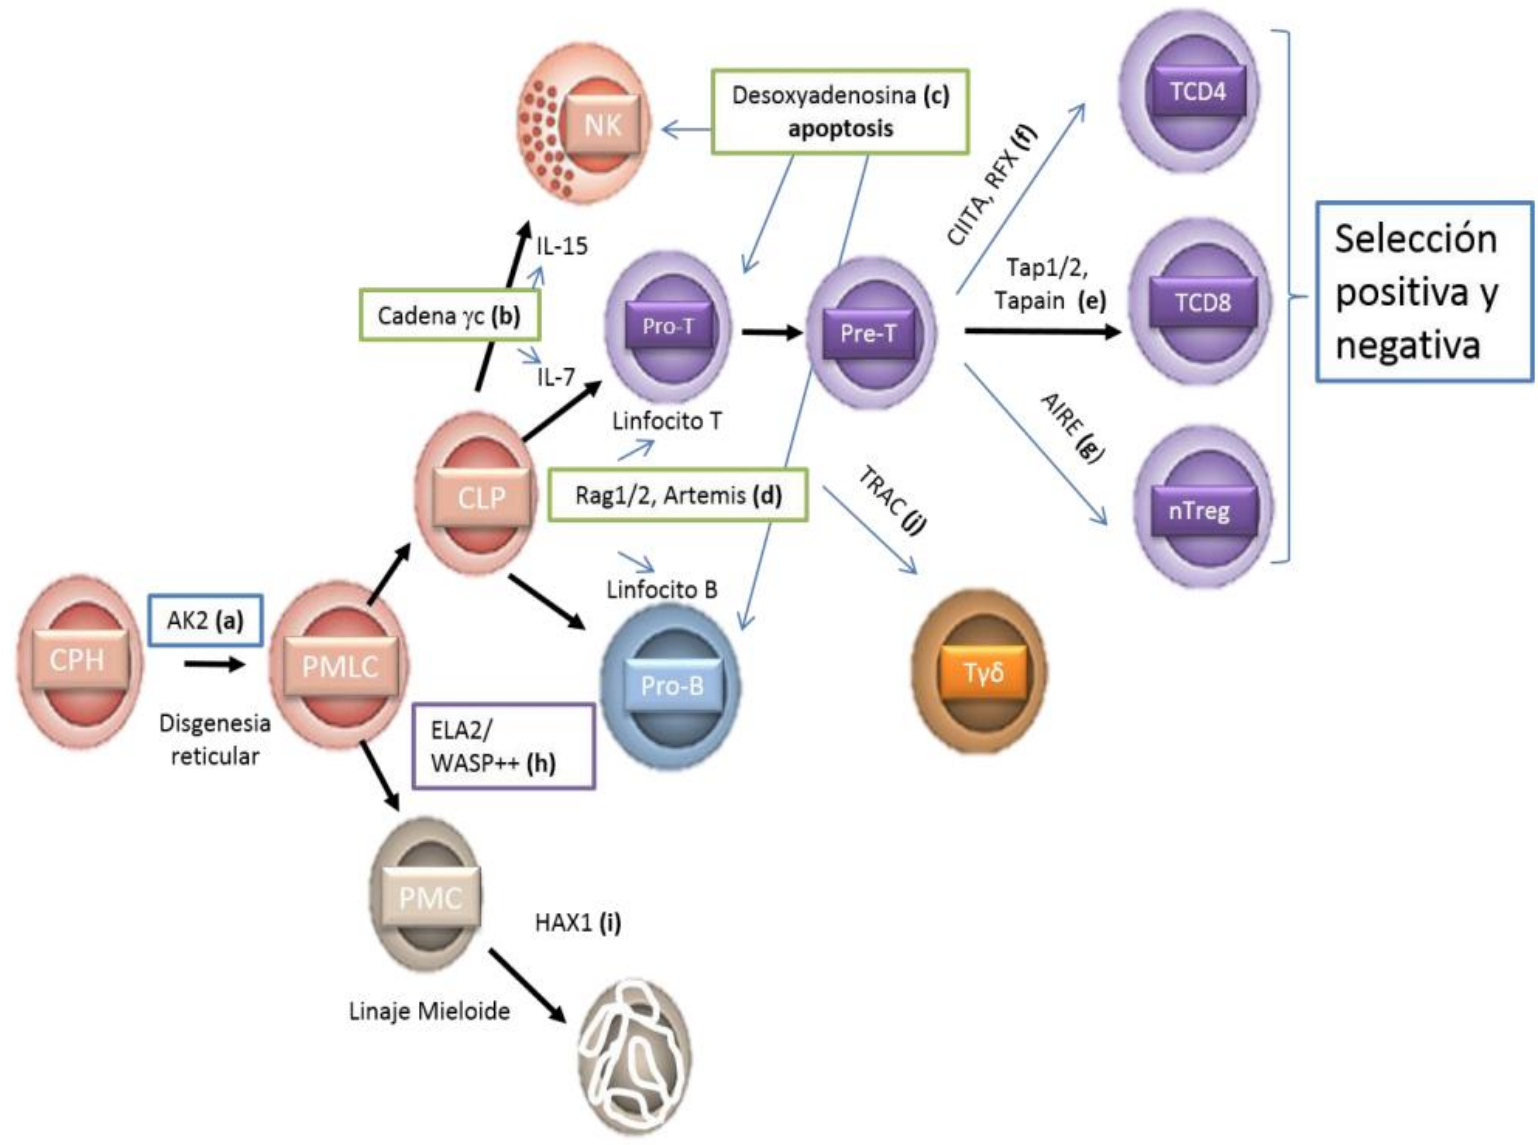 NK
Desoxyadenosina (c)
apoptosis
TCD4
CIITA, RFX (f)
IL-15
Cadena γc (b)
IL-7
Pro-T
Linfocito T
Pre-T
Tap1/2,
Tapain (e)
TCD8
Selección
positiva y
negativa
AIRE (g)
nTreg
CLP
Rag1/2, Artemis (d)
TRAC (j)
Linfocito B
Pro-B
Tγδ
CPH
AK2 (a)
Disgenesia
reticular
PMLC
ELA2/
WASP++ (h)
PMC
HAX1 (i)
Linaje Mieloide